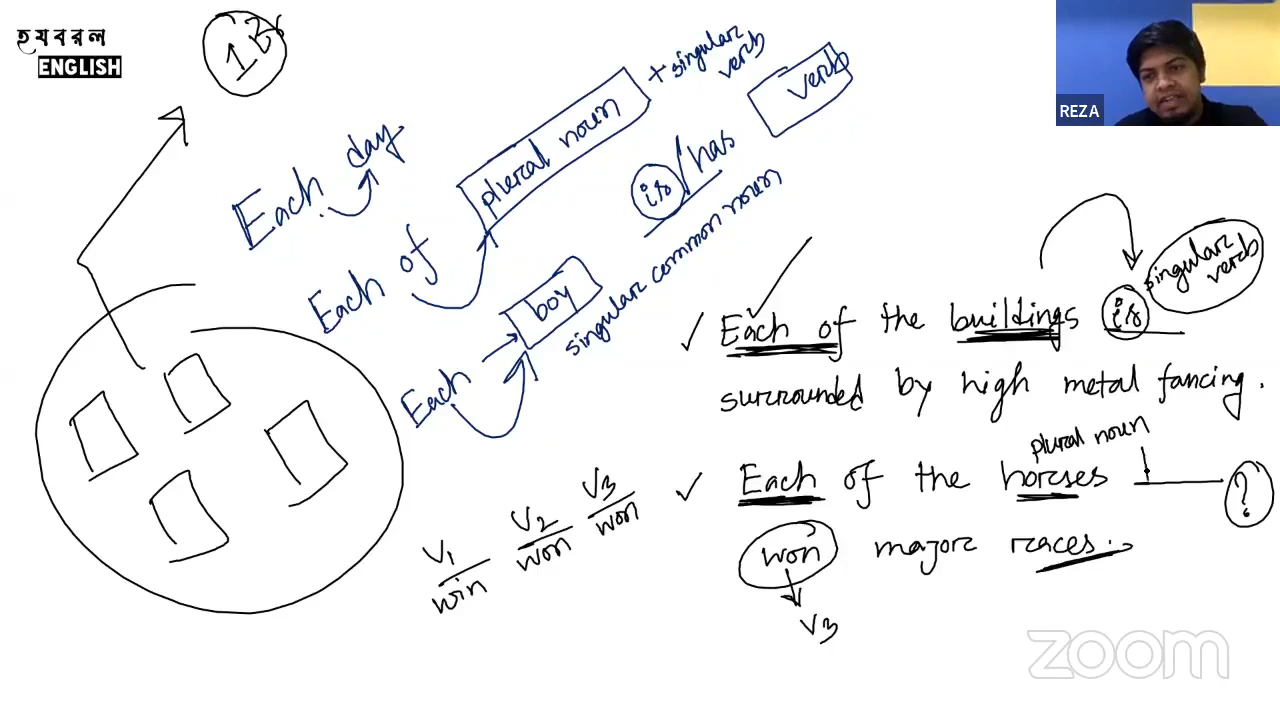 হযবরল
ENGLISH
1টি
REZA
Each day
Each of plural noun + singular verb
is/has verb
Each boy
singular common noun
singular verb
Each of the buildings is
surrounded by high metal fancing.
plural noun
Each of the horses ?
won major races.
V3
V1 V2 V3
win won won
zoom